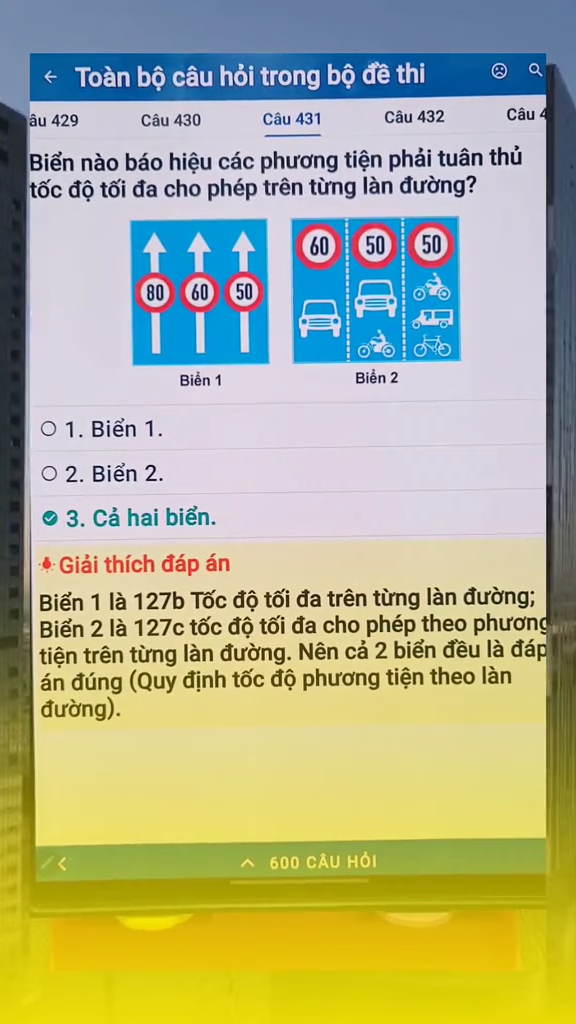 Toàn bộ câu hỏi trong bộ đề thi
âu 429 Câu 430 Câu 431 Câu 432 Câu 4
Biển nào báo hiệu các phương tiện phải tuân thủ
tốc độ tối đa cho phép trên từng làn đường?
60 50 50
80 60 50
Biển 1 Biển 2
1. Biển 1.
2. Biển 2.
3. Cả hai biển.
Giải thích đáp án
Biển 1 là 127b Tốc độ tối đa trên từng làn đường;
Biển 2 là 127c tốc độ tối đa cho phép theo phương
tiện trên từng làn đường. Nên cả 2 biển đều là đáp
án đúng (Quy định tốc độ phương tiện theo làn
đường).
600 CÂU HỎI